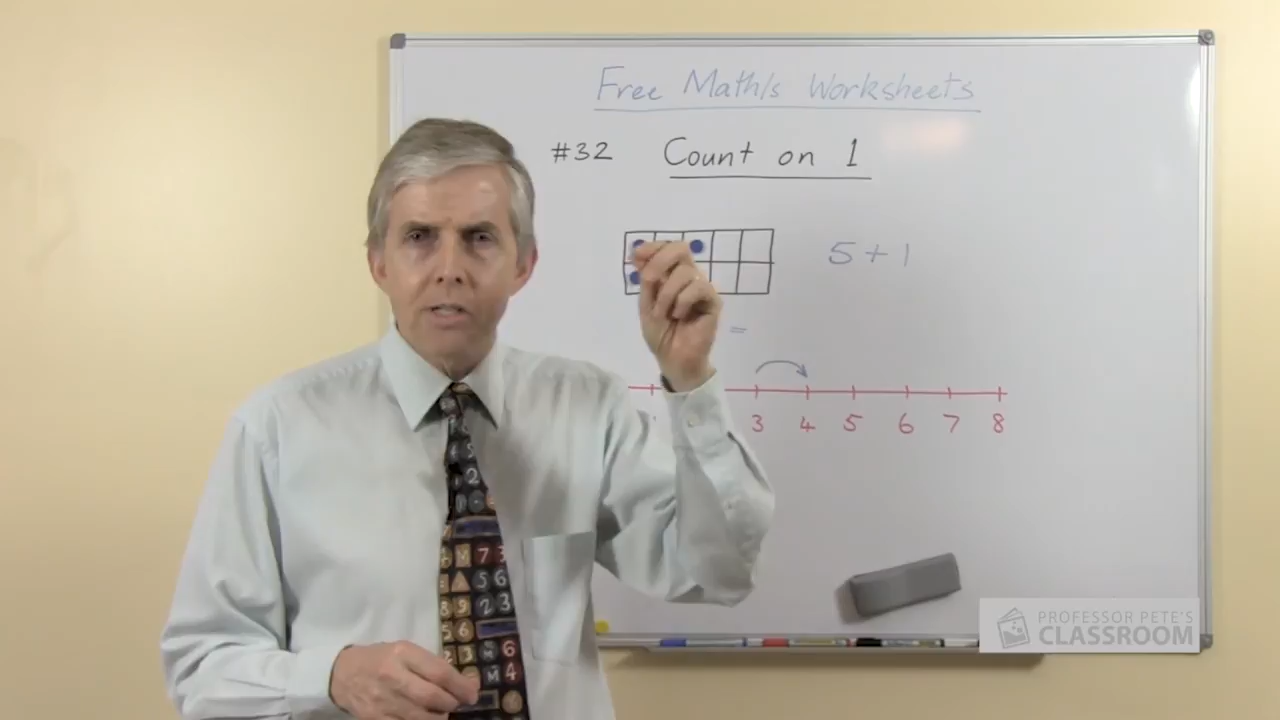 Free Math/s Worksheets
#32 Count on 1
5 + 1
=
3 4 5 6 7 8
PROFESSOR PETE'S
CLASSROOM